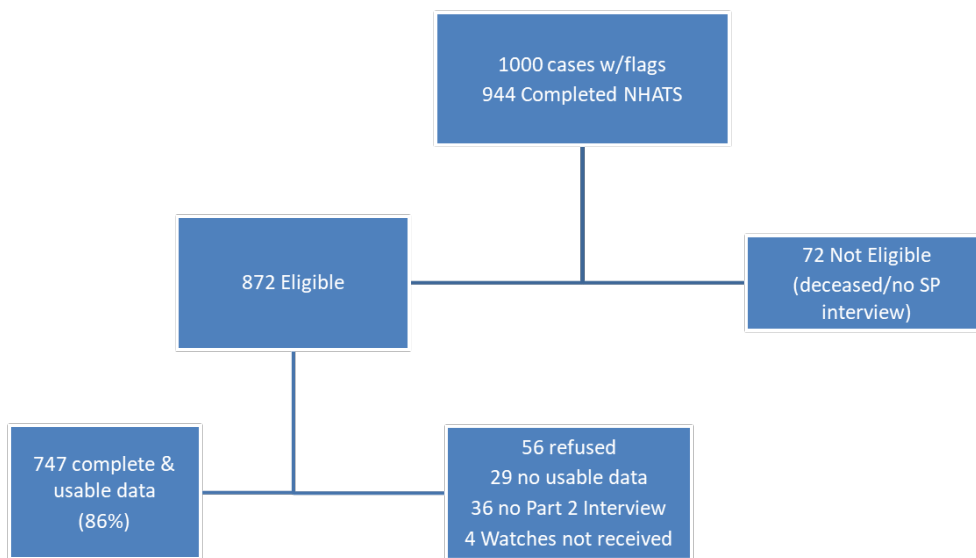 1000 cases w/flags
944 Completed NHATS
872 Eligible
72 Not Eligible
(deceased/no SP
interview)
747 complete &
usable data
(86%)
56 refused
29 no usable data
36 no Part 2 Interview
4 Watches not received